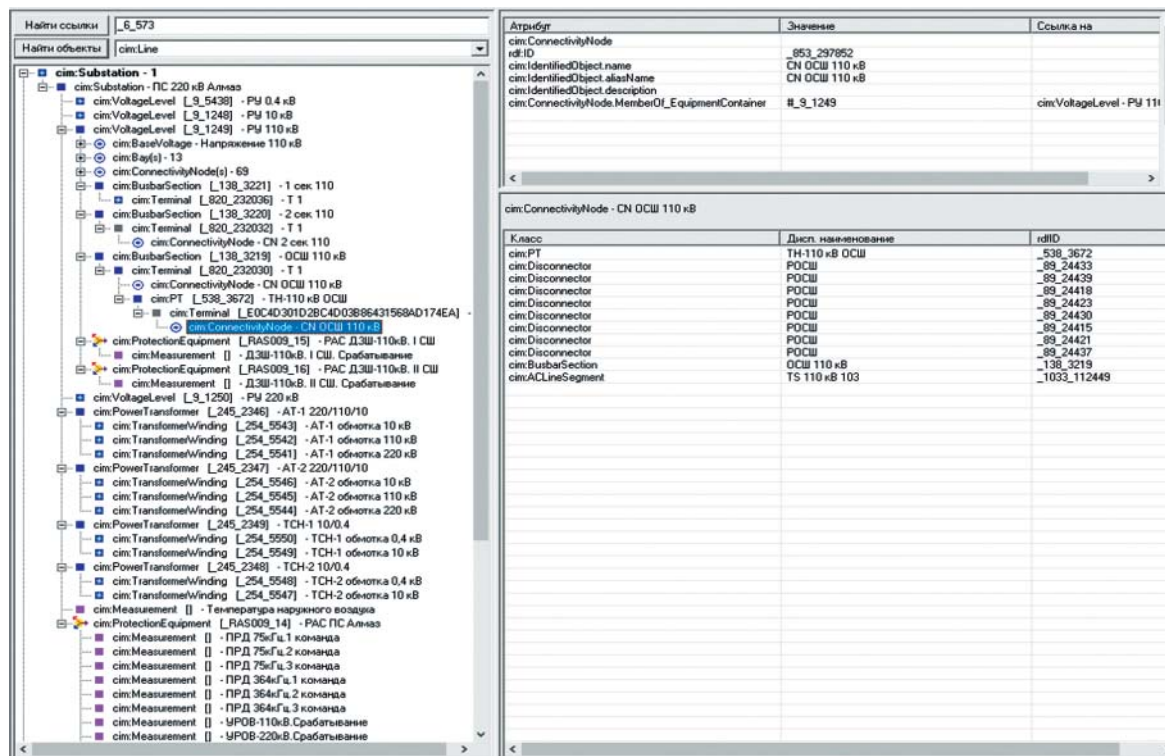 Найти ссылки _6_573
Найти объекты cim:Line
cim:Substation - 1
cim:Substation - ПС 220 кВ Алмаз
cim:VoltageLevel [_9_5438] - РУ 0.4 кВ
cim:VoltageLevel [_9_1248] - РУ 10 кВ
cim:VoltageLevel [_9_1249] - РУ 110 кВ
cim:BaseVoltage - Напряжение 110 кВ
cim:Bay(s) - 13
cim:ConnectivityNode(s) - 69
cim:BusbarSection [_138_3221] - 1 сек 110
cim:Terminal [_820_232036] - Т 1
cim:BusbarSection [_138_3220] - 2 сек 110
cim:Terminal [_820_232032] - Т 1
cim:ConnectivityNode - CN 2 сек 110
cim:BusbarSection [_138_3219] - ОСШ 110 кВ
cim:Terminal [_820_232030] - Т 1
cim:ConnectivityNode - CN ОСШ 110 кВ
cim:PT [_538_3672] - ТН-110 кВ ОСШ
cim:Terminal [_E0C4D301D2BC4D03B86431568AD174EA] -
cim:ConnectivityNode - CN ОСШ 110 кВ
cim:ProtectionEquipment [_RAS009_15] - РАС ДЗШ-110кВ. I СШ
cim:Measurement [] - ДЗШ-110кВ. I СШ. Срабатывание
cim:ProtectionEquipment [_RAS009_16] - РАС ДЗШ-110кВ. II СШ
cim:Measurement [] - ДЗШ-110кВ. II СШ. Срабатывание
cim:VoltageLevel [_9_1250] - РУ 220 кВ
cim:PowerTransformer [_245_2346] - АТ-1 220/110/10
cim:TransformerWinding [_254_5543] - АТ-1 обмотка 10 кВ
cim:TransformerWinding [_254_5542] - АТ-1 обмотка 110 кВ
cim:TransformerWinding [_254_5541] - АТ-1 обмотка 220 кВ
cim:PowerTransformer [_245_2347] - АТ-2 220/110/10
cim:TransformerWinding [_254_5546] - АТ-2 обмотка 10 кВ
cim:TransformerWinding [_254_5545] - АТ-2 обмотка 110 кВ
cim:TransformerWinding [_254_5544] - АТ-2 обмотка 220 кВ
cim:PowerTransformer [_245_2349] - ТСН-1 10/0.4
cim:TransformerWinding [_254_5550] - ТСН-1 обмотка 0,4 кВ
cim:TransformerWinding [_254_5549] - ТСН-1 обмотка 10 кВ
cim:PowerTransformer [_245_2348] - ТСН-2 10/0.4
cim:TransformerWinding [_254_5548] - ТСН-2 обмотка 0,4 кВ
cim:TransformerWinding [_254_5547] - ТСН-2 обмотка 10 кВ
cim:Measurement [] - Температура наружного воздуха
cim:ProtectionEquipment [_RAS009_14] - РАС ПС Алмаз
cim:Measurement [] - ПРД 75кГц.1 команда
cim:Measurement [] - ПРД 75кГц.2 команда
cim:Measurement [] - ПРД 75кГц.3 команда
cim:Measurement [] - ПРД 364кГц.1 команда
cim:Measurement [] - ПРД 364кГц.2 команда
cim:Measurement [] - ПРД 364кГц.3 команда
cim:Measurement [] - УРОВ-110кВ.Срабатывание
cim:Measurement [] - УРОВ-220кВ.Срабатывание
Атрибут Значение Ссылка на
cim:ConnectivityNode
rdf:ID _853_297852
cim:IdentifiedObject.name CN ОСШ 110 кВ
cim:IdentifiedObject.aliasName CN ОСШ 110 кВ
cim:IdentifiedObject.description
cim:ConnectivityNode.MemberOf_EquipmentContainer #_9_1249 cim:VoltageLevel - РУ 110
cim:ConnectivityNode - CN ОСШ 110 кВ
Класс Дисп. наименование rdfID
cim:PT ТН-110 кВ ОСШ _538_3672
cim:Disconnector РОСШ _89_24433
cim:Disconnector РОСШ _89_24439
cim:Disconnector РОСШ _89_24418
cim:Disconnector РОСШ _89_24423
cim:Disconnector РОСШ _89_24430
cim:Disconnector РОСШ _89_24415
cim:Disconnector РОСШ _89_24421
cim:Disconnector РОСШ _89_24437
cim:BusbarSection ОСШ 110 кВ _138_3219
cim:ACLineSegment TS 110 кВ 103 _1033_112449